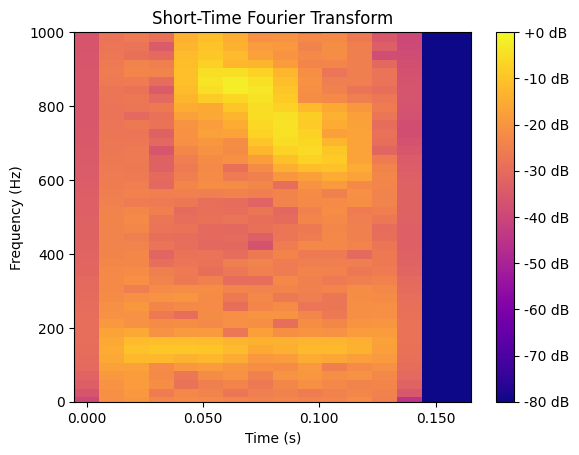 Short-Time Fourier Transform
1000
800
600
400
200
0
Frequency (Hz)
0.000
0.050
0.100
0.150
Time (s)
+0 dB
-10 dB
-20 dB
-30 dB
-40 dB
-50 dB
-60 dB
-70 dB
-80 dB